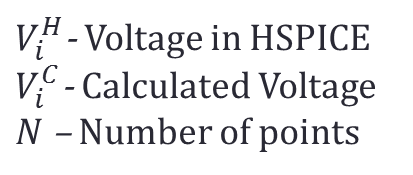 V_i^H - Voltage in HSPICE
V_i^C - Calculated Voltage
N – Number of points